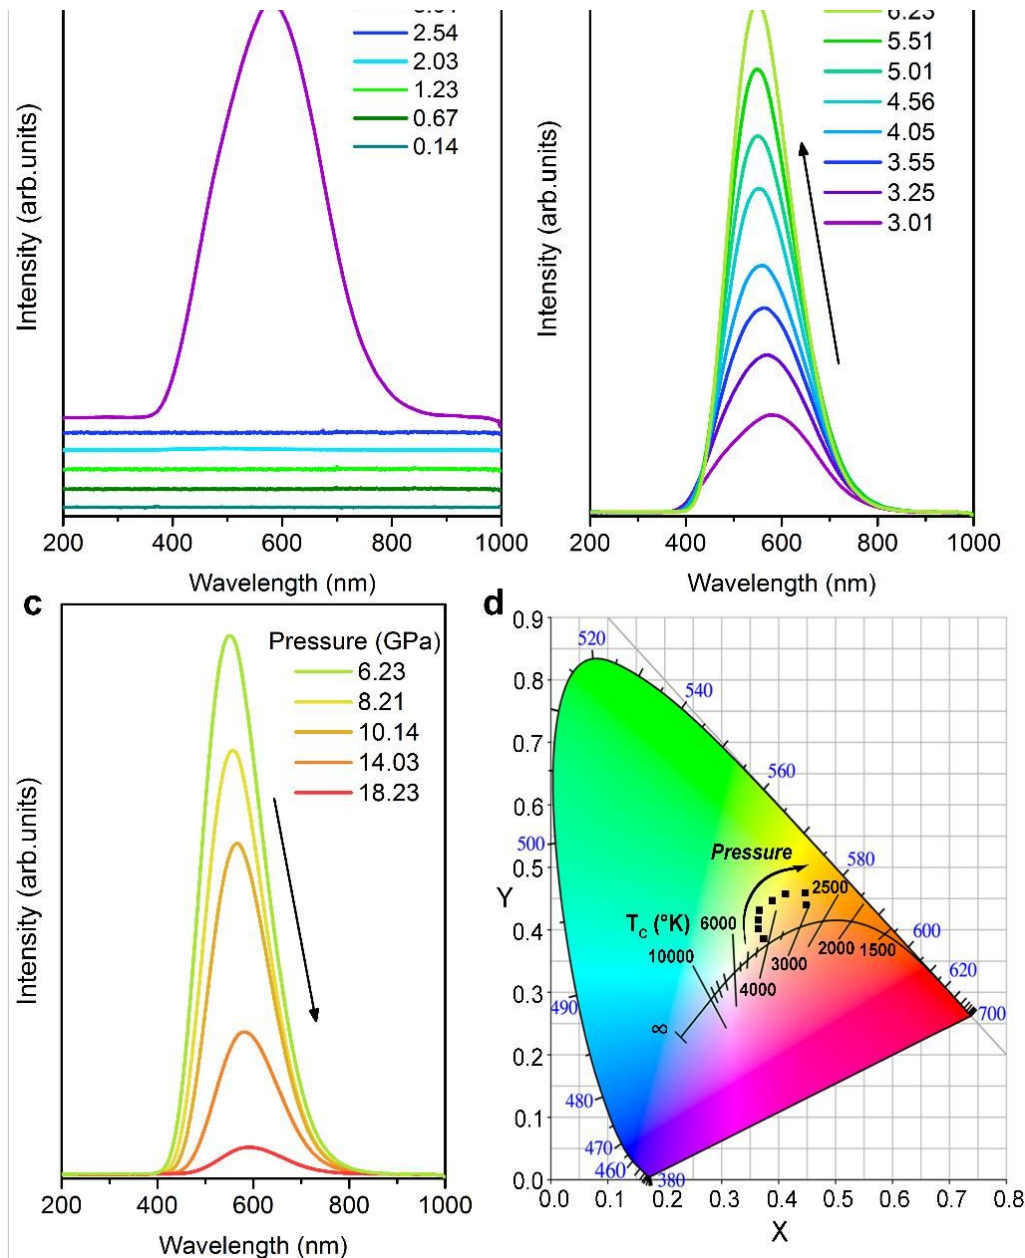 2.54
2.03
1.23
0.67
0.14
Intensity (arb.units)
200 400 600 800 1000
Wavelength (nm)
6.23
5.51
5.01
4.56
4.05
3.55
3.25
3.01
Intensity (arb.units)
200 400 600 800 1000
Wavelength (nm)
c
Pressure (GPa)
6.23
8.21
10.14
14.03
18.23
Intensity (arb.units)
200 400 600 800 1000
Wavelength (nm)
d
0.9
0.8
0.7
0.6
0.5
0.4
0.3
0.2
0.1
0.0
Y
520
540
560
580
600
620
700
500
490
480
470
460
380
Pressure
Tc (°K)
2500
6000
10000
4000
3000
2000
1500
∞
0.0 0.1 0.2 0.3 0.4 0.5 0.6 0.7 0.8
X